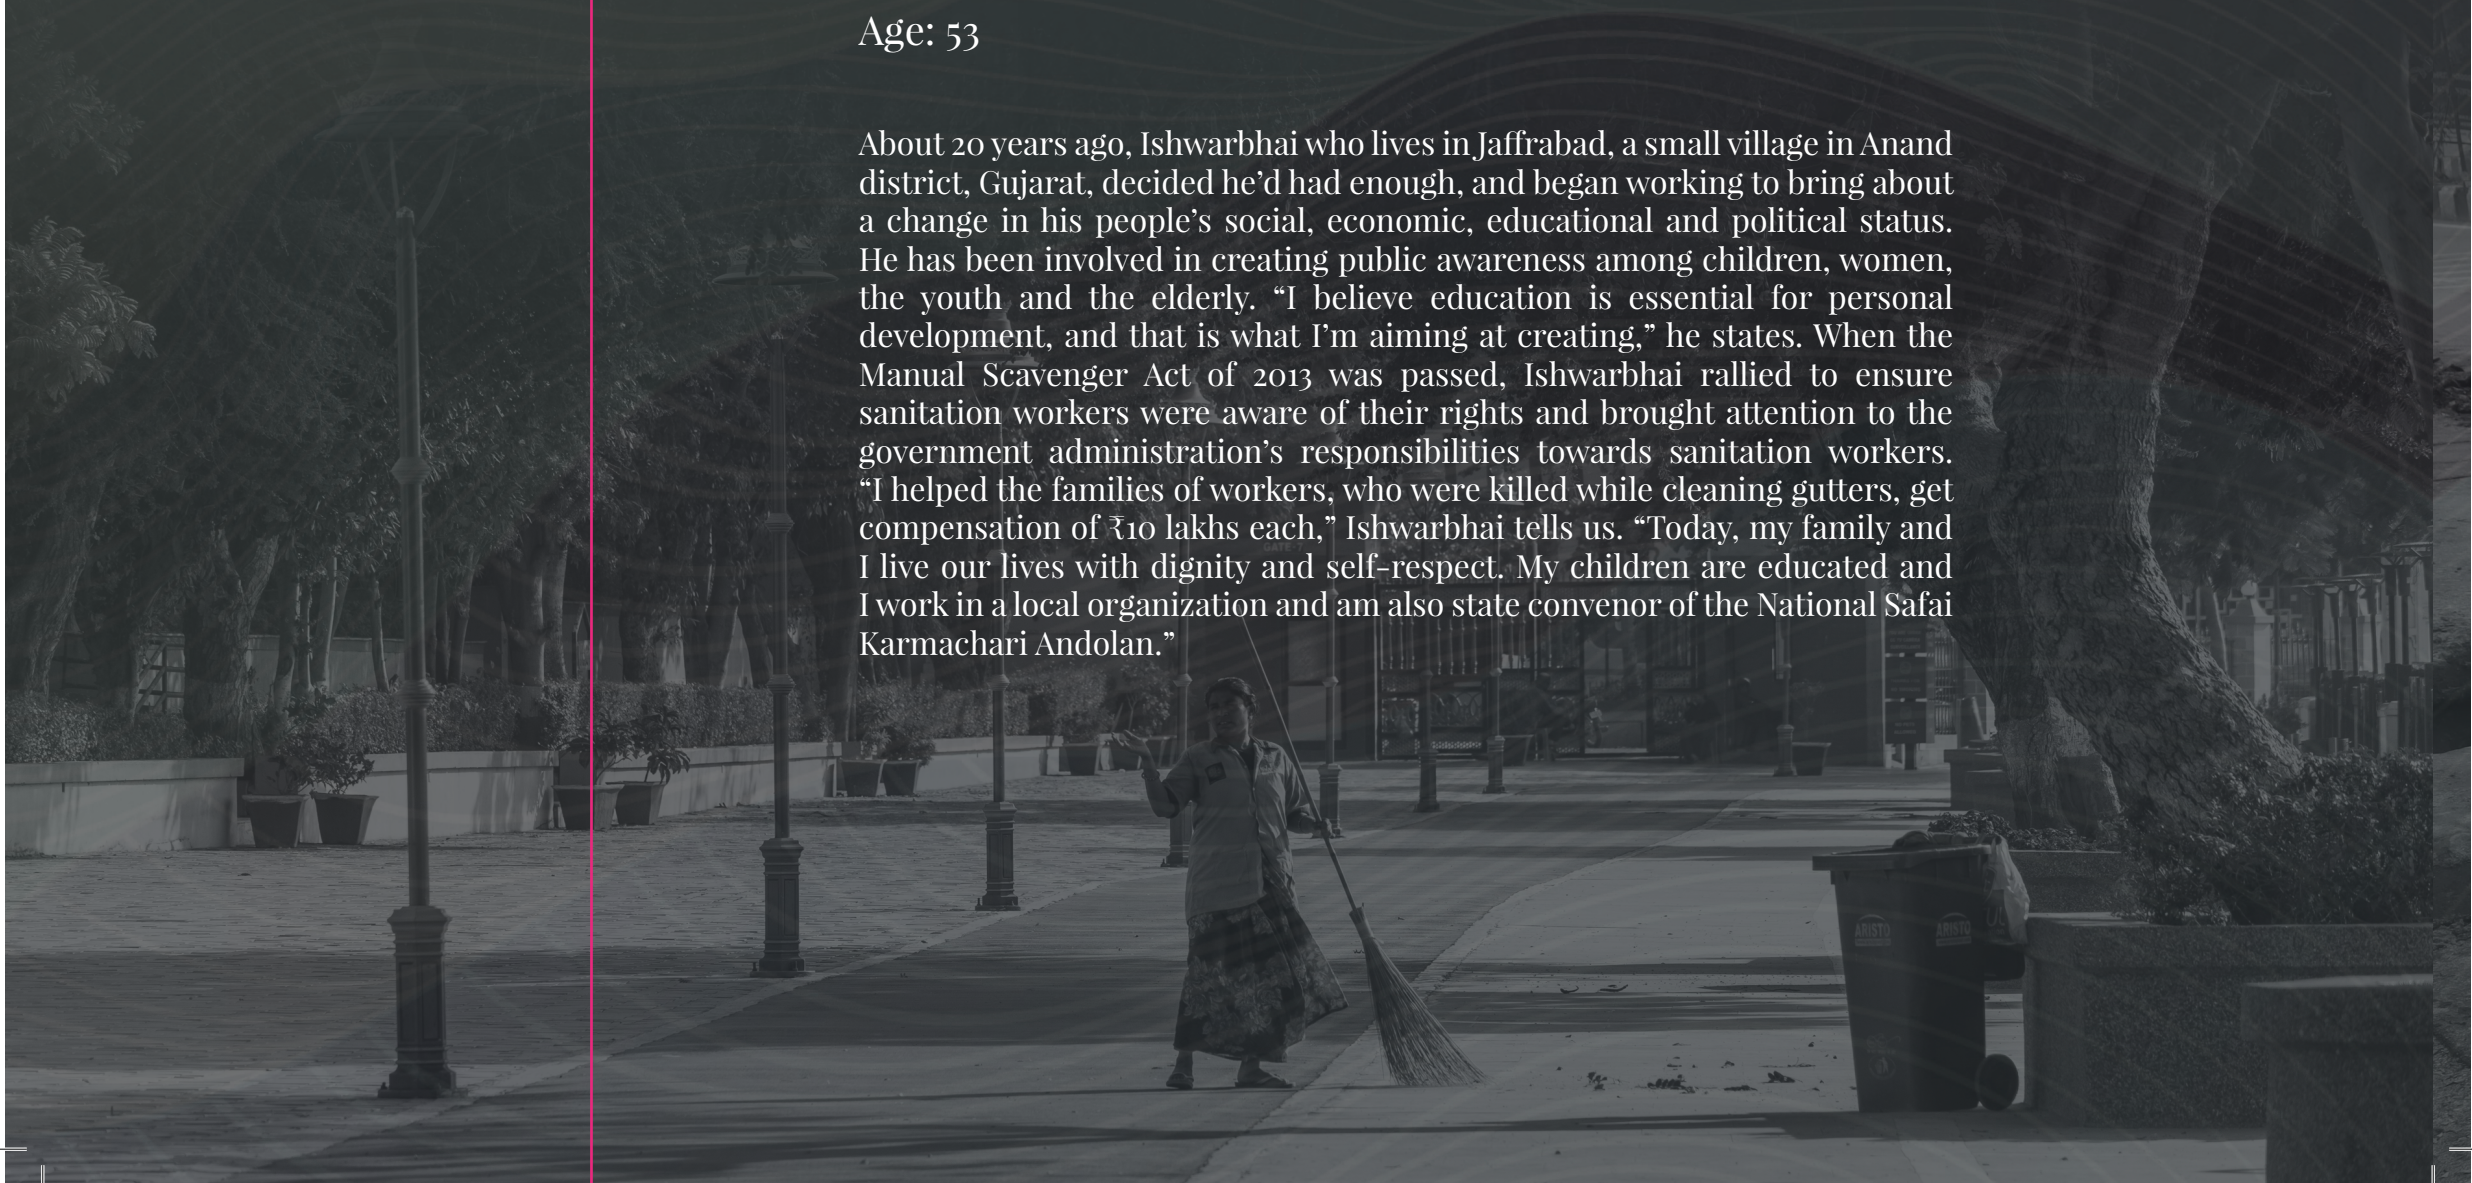 Age: 53
About 20 years ago, Ishwarbhai who lives in Jaffrabad, a small village in Anand
district, Gujarat, decided he’d had enough, and began working to bring about
a change in his people’s social, economic, educational and political status.
He has been involved in creating public awareness among children, women,
the youth and the elderly. “I believe education is essential for personal
development, and that is what I’m aiming at creating,” he states. When the
Manual Scavenger Act of 2013 was passed, Ishwarbhai rallied to ensure
sanitation workers were aware of their rights and brought attention to the
government administration’s responsibilities towards sanitation workers.
“I helped the families of workers, who were killed while cleaning gutters, get
compensation of ₹10 lakhs each,” Ishwarbhai tells us. “Today, my family and
I live our lives with dignity and self-respect. My children are educated and
I work in a local organization and am also state convenor of the National Safai
Karmachari Andolan.”
GATE-7
ARISTO ARISTO